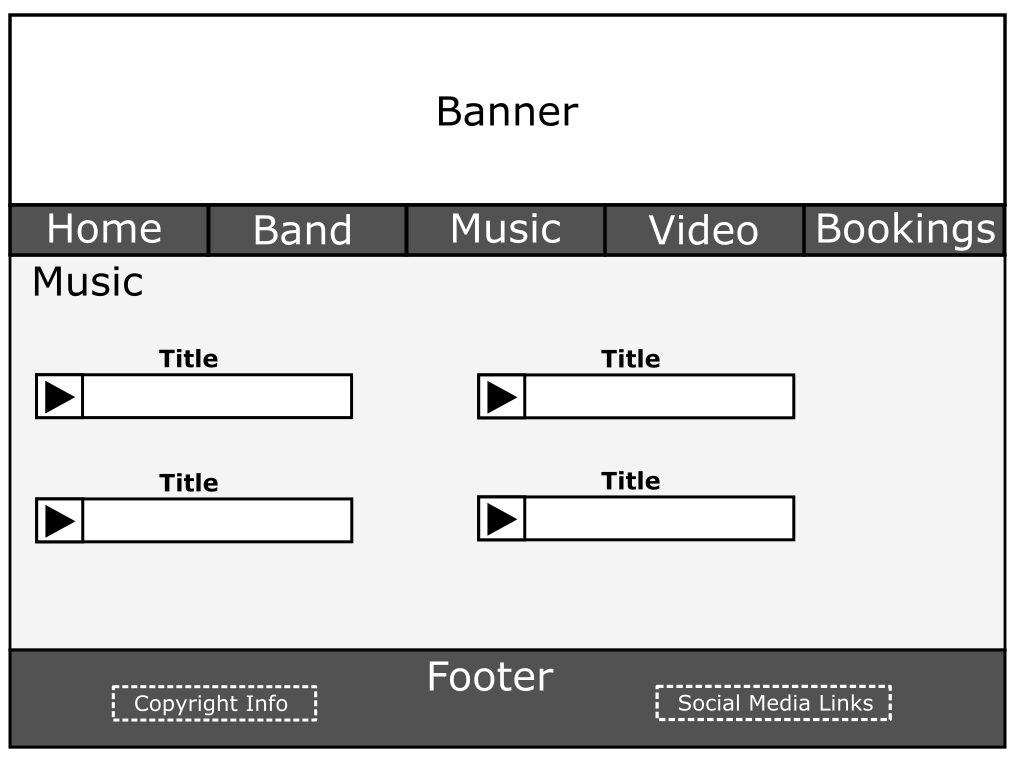 Banner
Home Band Music Video Bookings
Music
Title Title
Title Title
Footer
Copyright Info Social Media Links